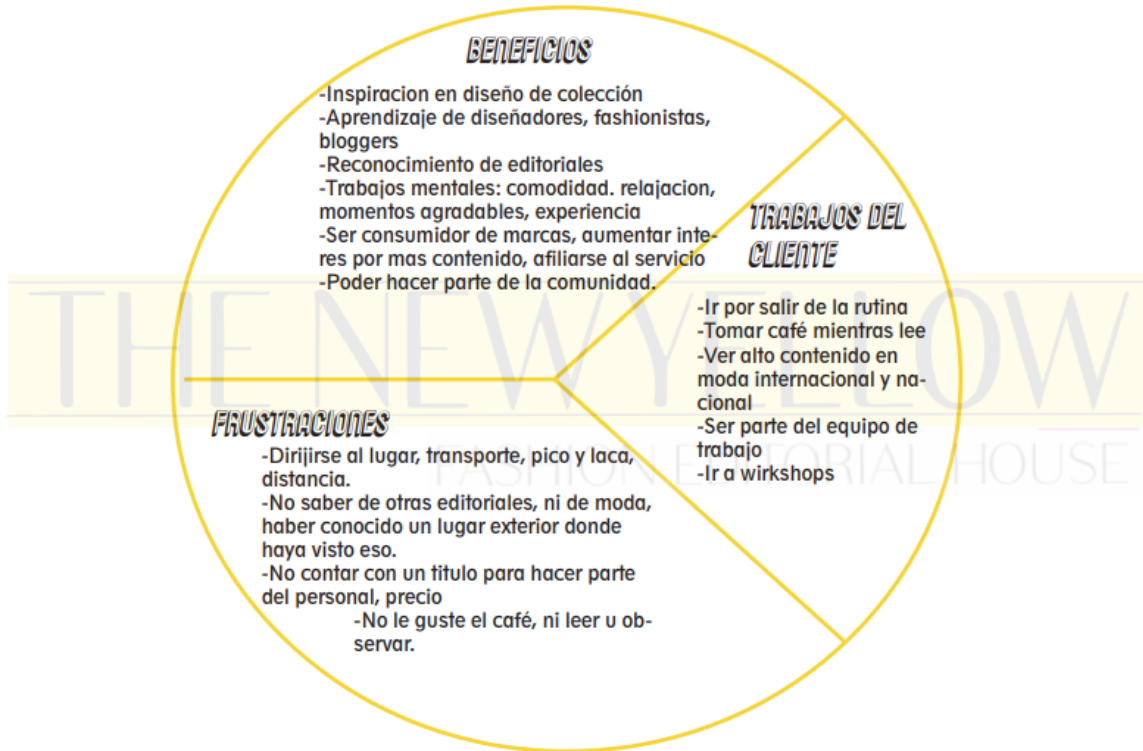 BENEFICIOS
-Inspiracion en diseño de colección
-Aprendizaje de diseñadores, fashionistas,
bloggers
-Reconocimiento de editoriales
-Trabajos mentales: comodidad. relajacion,
momentos agradables, experiencia
-Ser consumidor de marcas, aumentar inte-
res por mas contenido, afiliarse al servicio
-Poder hacer parte de la comunidad.
TRABAJOS DEL
CLIENTE
-Ir por salir de la rutina
-Tomar café mientras lee
-Ver alto contenido en
moda internacional y na-
cional
-Ser parte del equipo de
trabajo
-Ir a wirkshops
FRUSTRACIONES
-Dirijirse al lugar, transporte, pico y laca,
distancia.
-No saber de otras editoriales, ni de moda,
haber conocido un lugar exterior donde
haya visto eso.
-No contar con un titulo para hacer parte
del personal, precio
-No le guste el café, ni leer u ob-
servar.
THE NEW YELLOW
FASHION EDITORIAL HOUSE